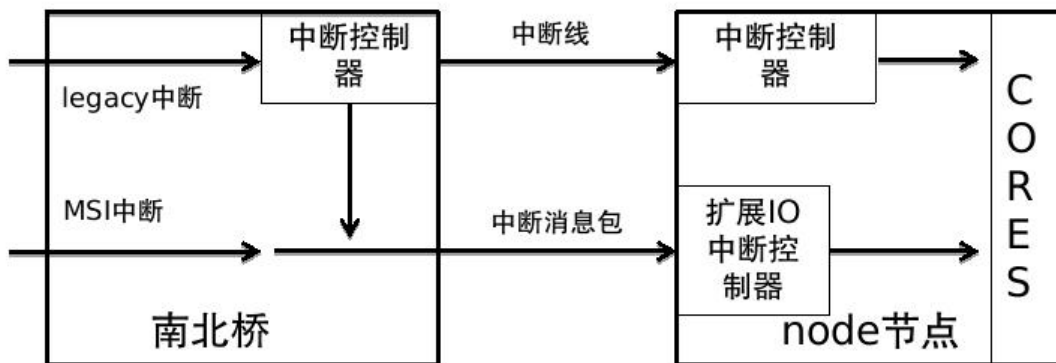 中断控制
器
中断线
中断控制
器
legacy中断
MSI中断
中断消息包
扩展IO
中断控
制器
南北桥
node节点
C
O
R
E
S